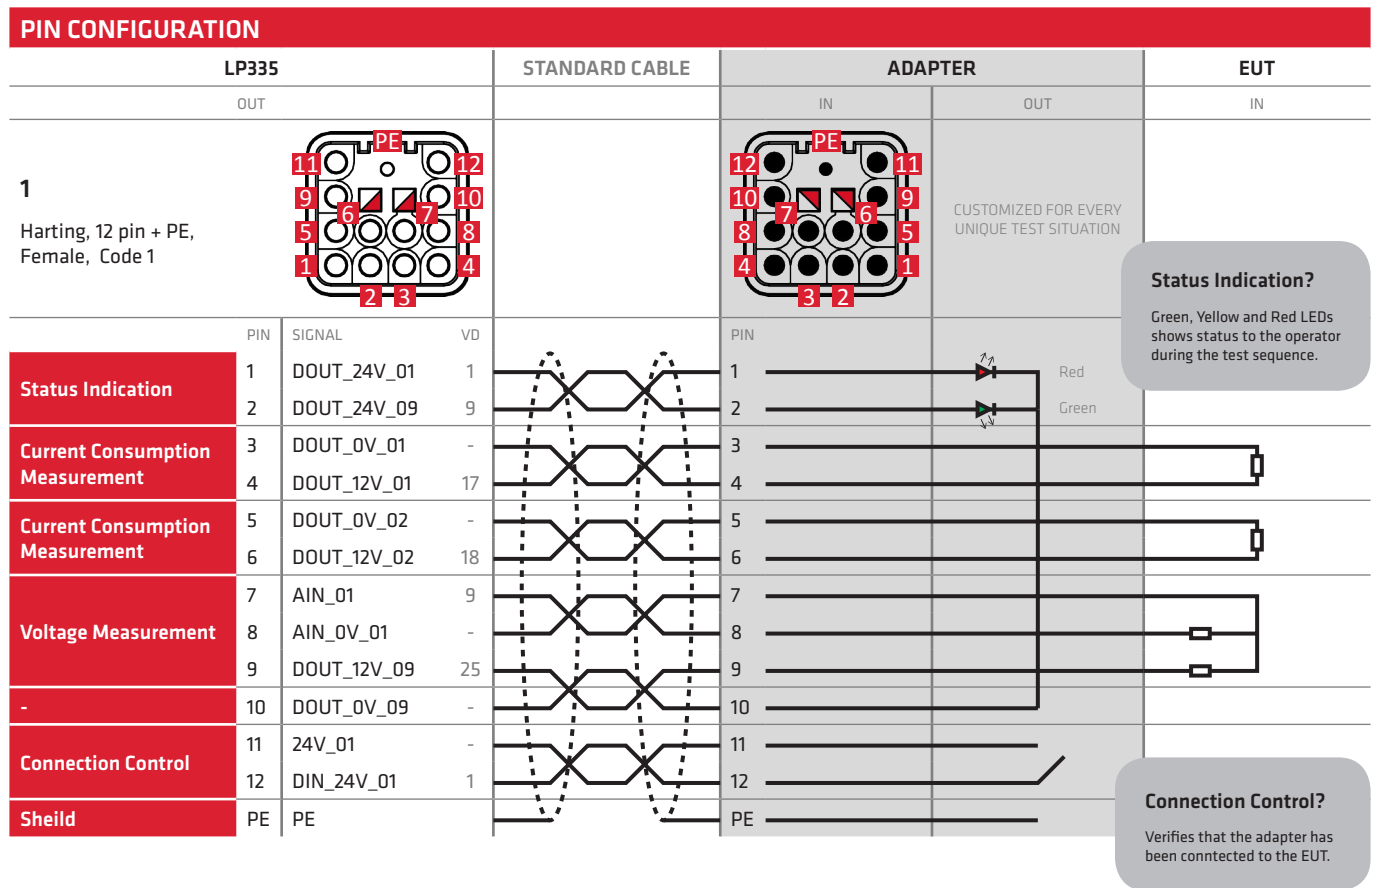 PIN CONFIGURATION
LP335 STANDARD CABLE ADAPTER EUT
OUT IN OUT IN
1
Harting, 12 pin + PE,
Female, Code 1
PE
11 12
9 10
6 7
5 8
1 4
2 3
PE
12 11
10 9
7 6
8 5
4 1
3 2
CUSTOMIZED FOR EVERY
UNIQUE TEST SITUATION
Status Indication?
Green, Yellow and Red LEDs
shows status to the operator
during the test sequence.
PIN SIGNAL VD PIN
Status Indication
1 DOUT_24V_01 1 1 Red
2 DOUT_24V_09 9 2 Green
Current Consumption
Measurement
3 DOUT_0V_01 - 3
4 DOUT_12V_01 17 4
Current Consumption
Measurement
5 DOUT_0V_02 - 5
6 DOUT_12V_02 18 6
Voltage Measurement
7 AIN_01 9 7
8 AIN_0V_01 - 8
9 DOUT_12V_09 25 9
- 10 DOUT_0V_09 - 10
Connection Control
11 24V_01 - 11
12 DIN_24V_01 1 12
Sheild PE PE PE
Connection Control?
Verifies that the adapter has
been conntected to the EUT.